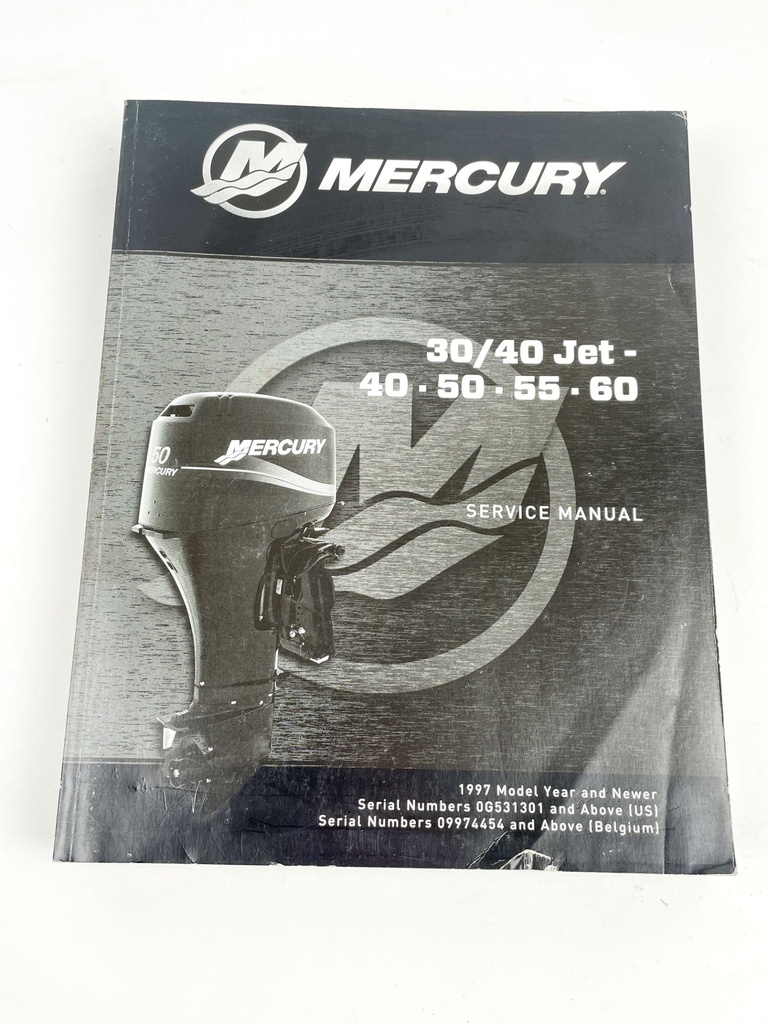 MERCURY®
30/40 Jet -
40 · 50 · 55 · 60
MERCURY
50
SERVICE MANUAL
1997 Model Year and Newer
Serial Numbers 0G531301 and Above (US)
Serial Numbers 09974454 and Above (Belgium)